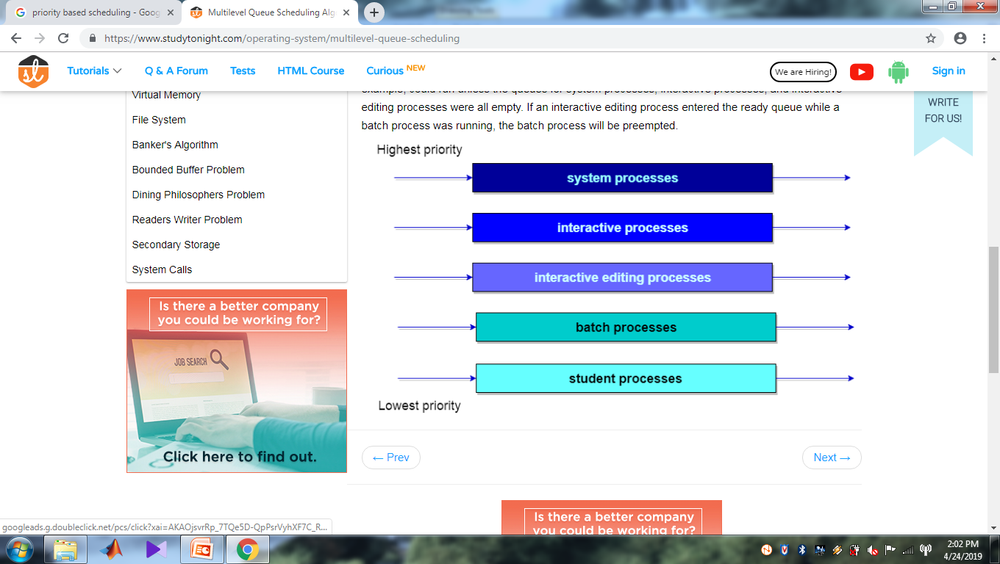 priority based scheduling - Goog
Multilevel Queue Scheduling Alg
https://www.studytonight.com/operating-system/multilevel-queue-scheduling
Tutorials
Q & A Forum
Tests
HTML Course
Curious NEW
We are Hiring!
Sign in
Virtual Memory
File System
Banker's Algorithm
Bounded Buffer Problem
Dining Philosophers Problem
Readers Writer Problem
Secondary Storage
System Calls
Is there a better company
you could be working for?
JOB SEARCH
Click here to find out.
example, could run unless the queues for system processes, interactive processes, and interactive
editing processes were all empty. If an interactive editing process entered the ready queue while a
batch process was running, the batch process will be preempted.
Highest priority
system processes
interactive processes
interactive editing processes
batch processes
student processes
Lowest priority
← Prev
Next →
Is there a better company
you could be working for?
WRITE
FOR US!
googleads.g.doubleclick.net/pcs/click?xai=AKAOjsvrRp_7TQe5D-QpPsrVyhXF7C_R...
2:02 PM
4/24/2019